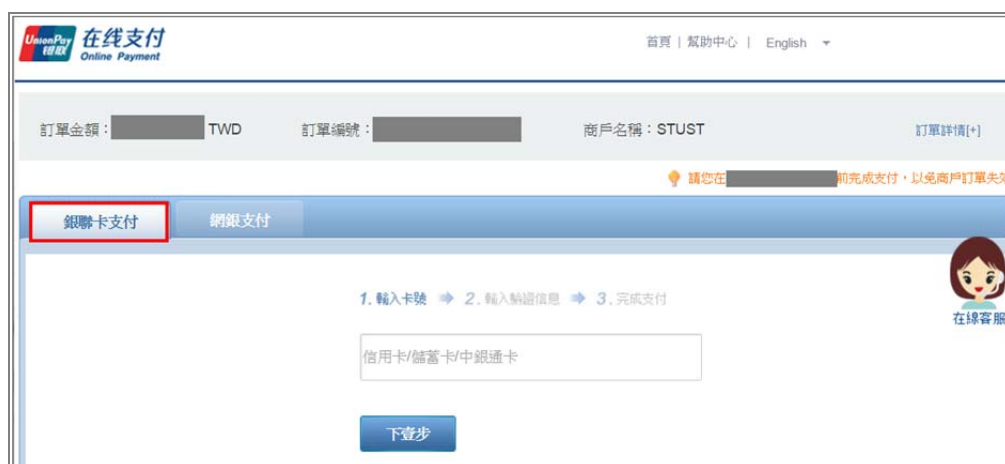 UnionPay 银联 在线支付 Online Payment
首頁 | 幫助中心 | English
訂單金額： TWD 訂單編號： 商戶名稱：STUST 訂單詳情[+]
請您在 前完成支付，以免商戶訂單失效
銀聯卡支付 網銀支付
1.輸入卡號 2.輸入驗證信息 3.完成支付
信用卡/儲蓄卡/中銀通卡
在線客服
下壹步